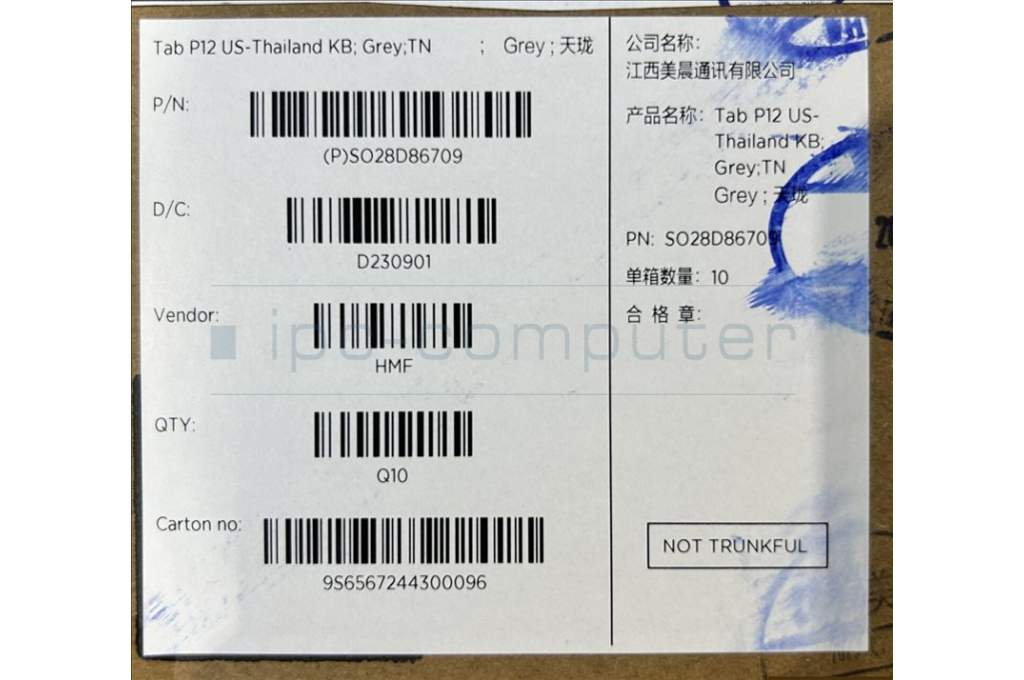 Tab P12 US-Thailand KB; Grey;TN ; Grey ; 天珑
P/N:
(P)SO28D86709
D/C:
D230901
Vendor:
HMF
QTY:
Q10
Carton no:
9S6567244300096
公司名称:
江西美晨通讯有限公司
产品名称: Tab P12 US-
Thailand KB;
Grey;TN
Grey ; 天珑
PN: SO28D86709
单箱数量: 10
合 格 章:
NOT TRUNKFUL
ipc-computer